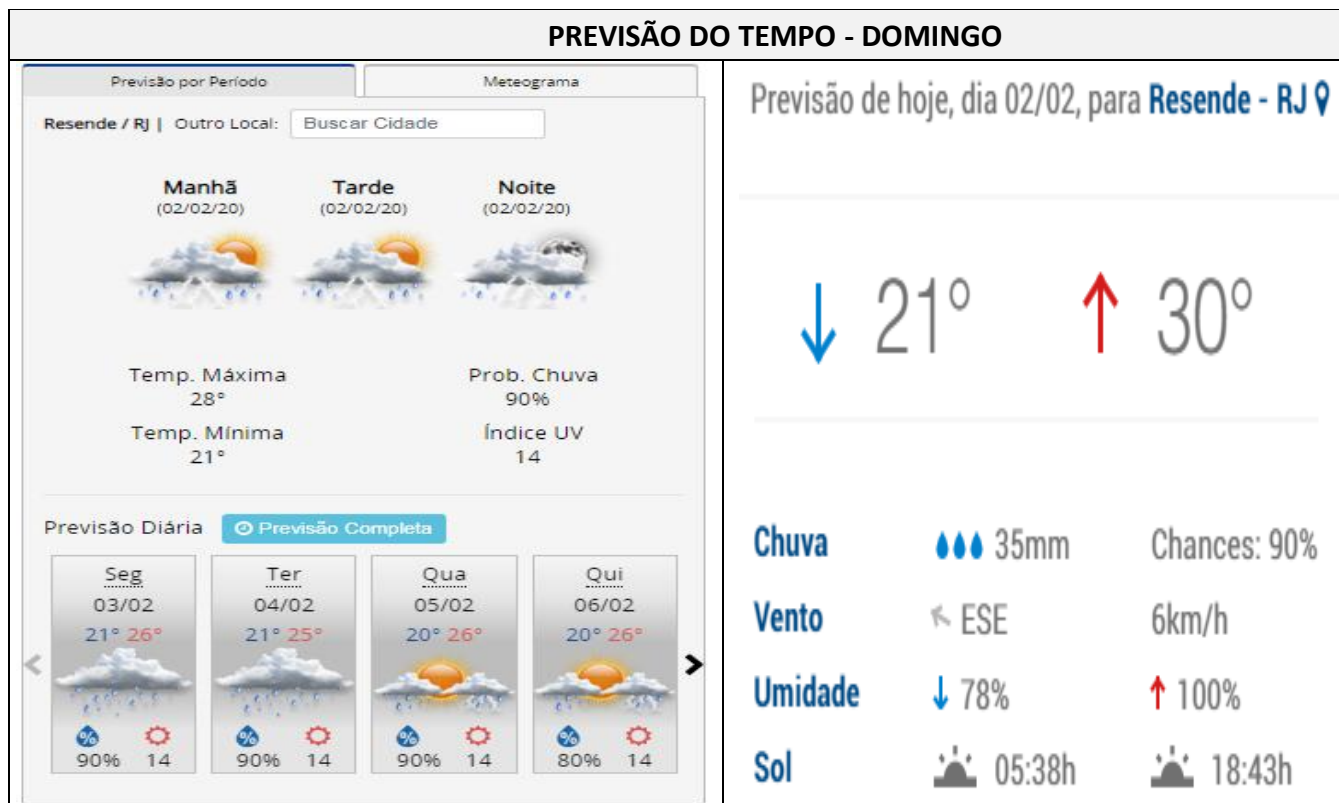 PREVISÃO DO TEMPO - DOMINGO
Previsão por Período Meteograma
Resende / RJ | Outro Local: Buscar Cidade
Manhã Tarde Noite
(02/02/20) (02/02/20) (02/02/20)
Temp. Máxima Prob. Chuva
28° 90%
Temp. Mínima Índice UV
21° 14
Previsão Diária Previsão Completa
Seg Ter Qua Qui
03/02 04/02 05/02 06/02
21° 26° 21° 25° 20° 26° 20° 26°
% % % %
90% 14 90% 14 90% 14 80% 14
Previsão de hoje, dia 02/02, para Resende - RJ
21° 30°
Chuva 35mm Chances: 90%
Vento ESE 6km/h
Umidade 78% 100%
Sol 05:38h 18:43h